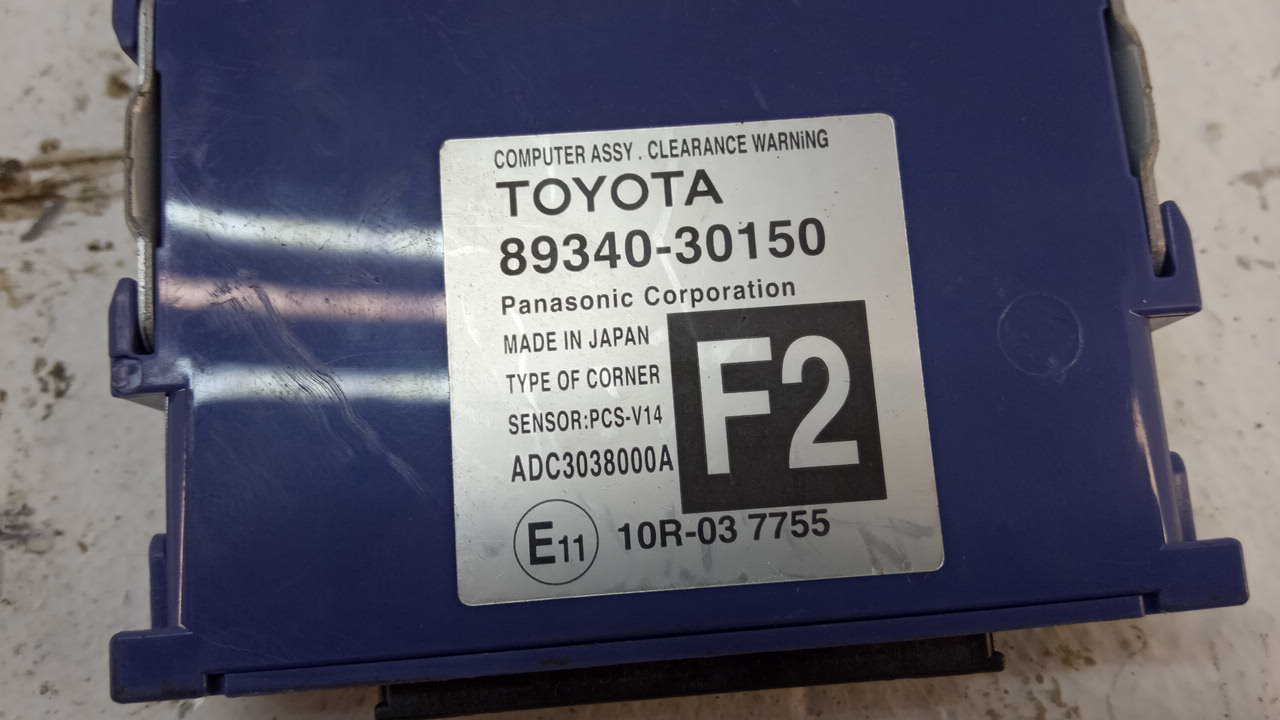 COMPUTER ASSY . CLEARANCE WARNiNG
TOYOTA
89340-30150
Panasonic Corporation
MADE IN JAPAN
TYPE OF CORNER
SENSOR:PCS-V14
ADC3038000A
F2
E11 10R-03 7755